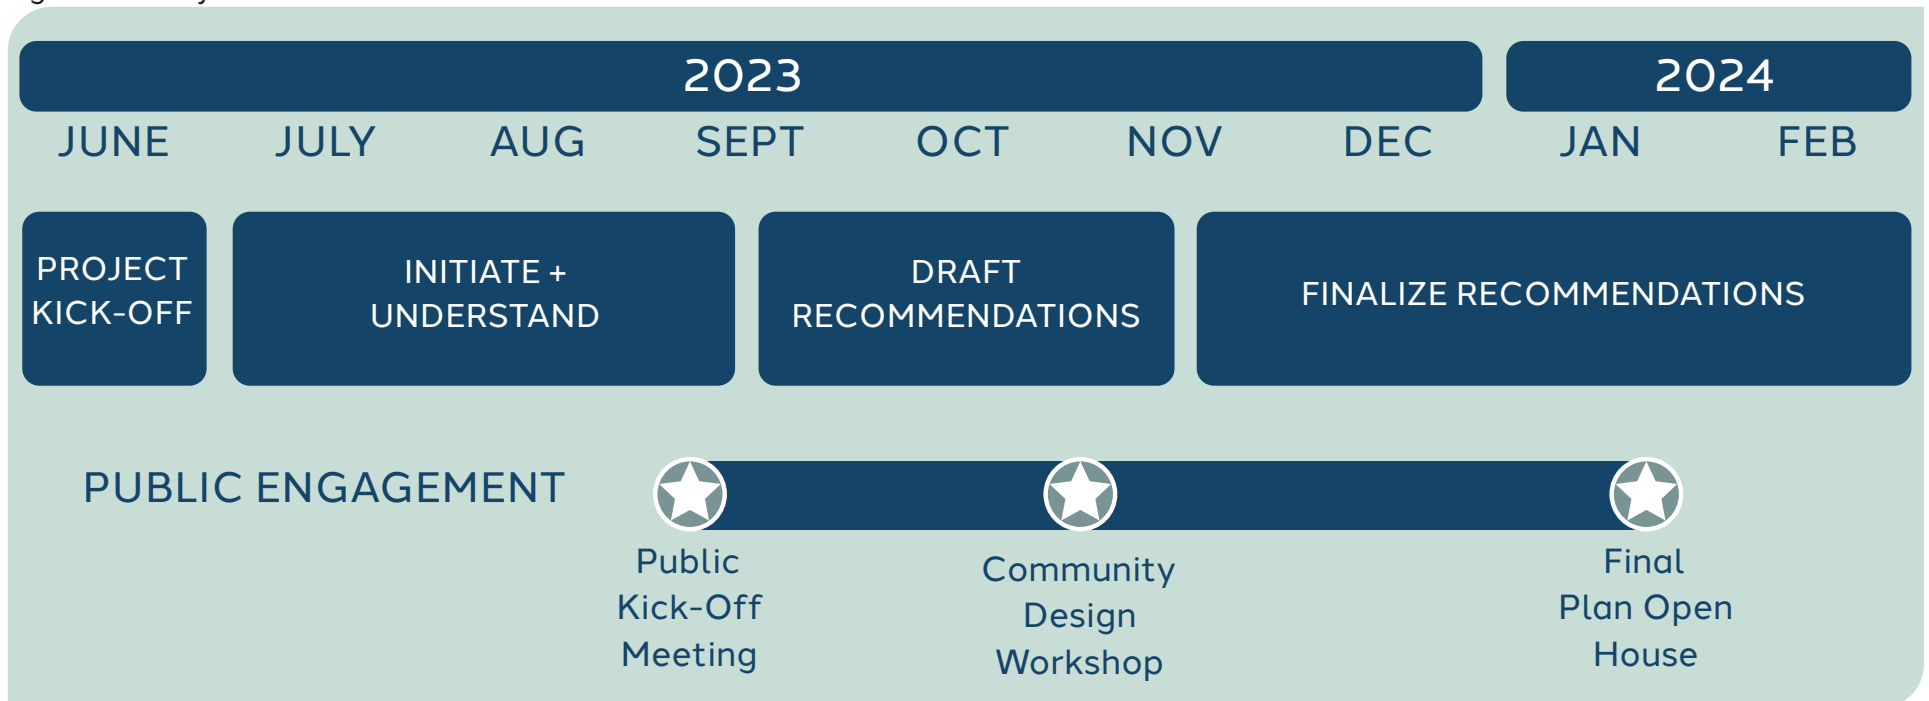 2023 2024
JUNE JULY AUG SEPT OCT NOV DEC JAN FEB
PROJECT
KICK-OFF
INITIATE +
UNDERSTAND
DRAFT
RECOMMENDATIONS
FINALIZE RECOMMENDATIONS
PUBLIC ENGAGEMENT
Public
Kick-Off
Meeting
Community
Design
Workshop
Final
Plan Open
House